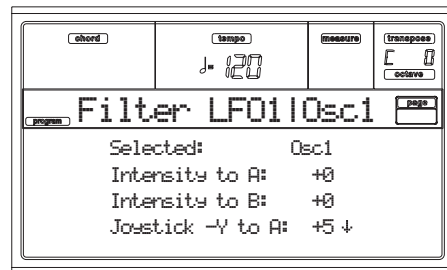 chord tempo measure transpose
♩= 120 C 0
octave
program Filter LFO1|Osc1 page
Selected: Osc1
Intensity to A: +0
Intensity to B: +0
Joystick -Y to A: +5 ↓